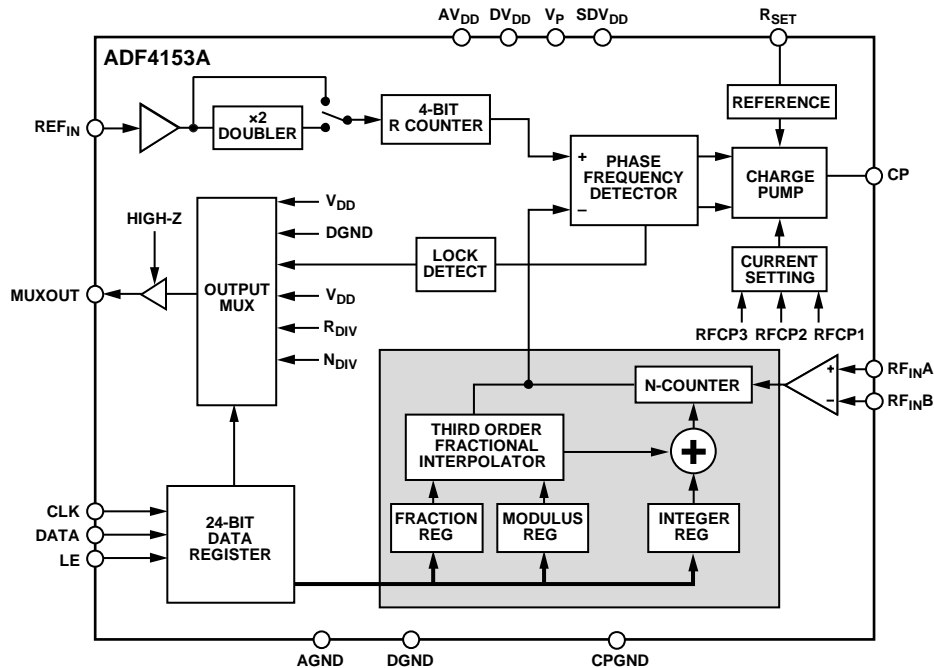 AVDD DVDD VP SDVDD RSET
ADF4153A
REFIN
×2
DOUBLER
4-BIT
R COUNTER
REFERENCE
+
–
PHASE
FREQUENCY
DETECTOR
CHARGE
PUMP
CP
HIGH-Z
MUXOUT
OUTPUT
MUX
VDD
DGND
LOCK
DETECT
VDD
RDIV
NDIV
CURRENT
SETTING
RFCP3 RFCP2 RFCP1
N-COUNTER
+
–
RFINA
RFINB
THIRD ORDER
FRACTIONAL
INTERPOLATOR
+
CLK
DATA
LE
24-BIT
DATA
REGISTER
FRACTION
REG
MODULUS
REG
INTEGER
REG
AGND DGND CPGND